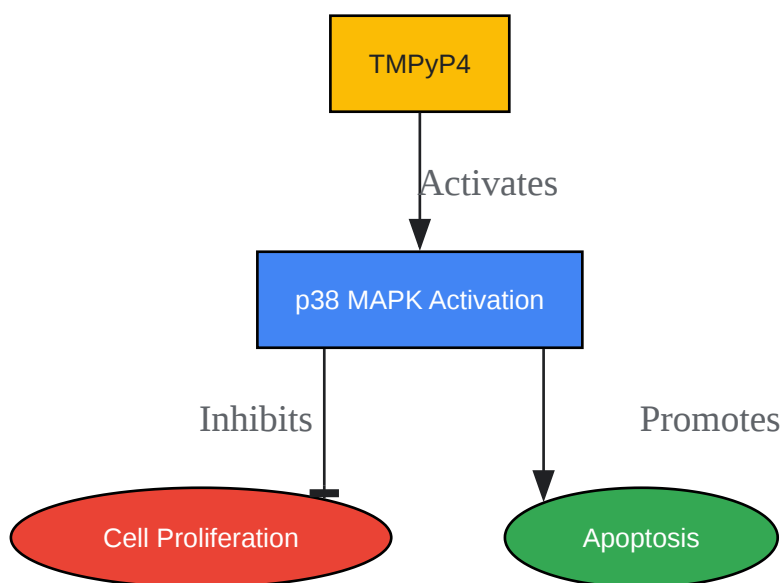 TMPyP4
Activates
p38 MAPK Activation
Inhibits
Promotes
Cell Proliferation
Apoptosis